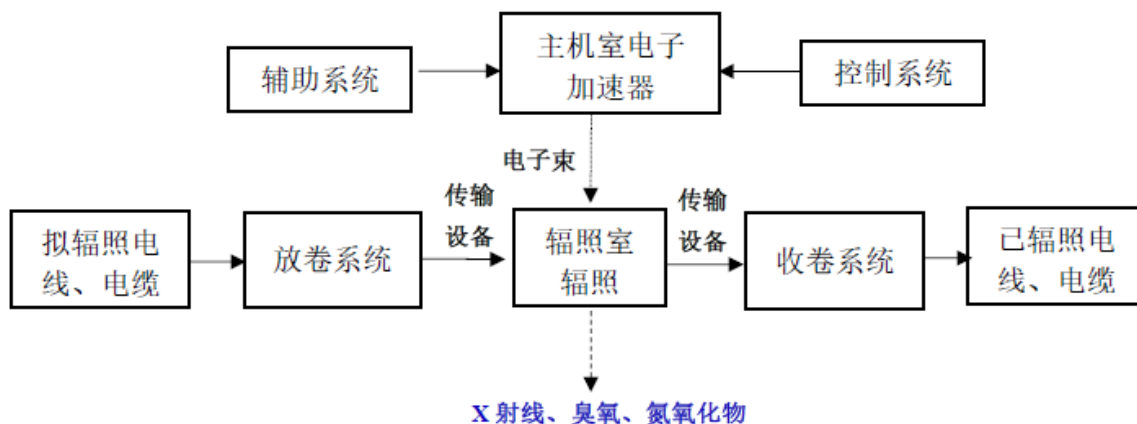 辅助系统
主机室电子
加速器
控制系统
电子束
传输
设备
传输
设备
拟辐照电
线、电缆
放卷系统
辐照室
辐照
收卷系统
已辐照电
线、电缆
X 射线、臭氧、氮氧化物